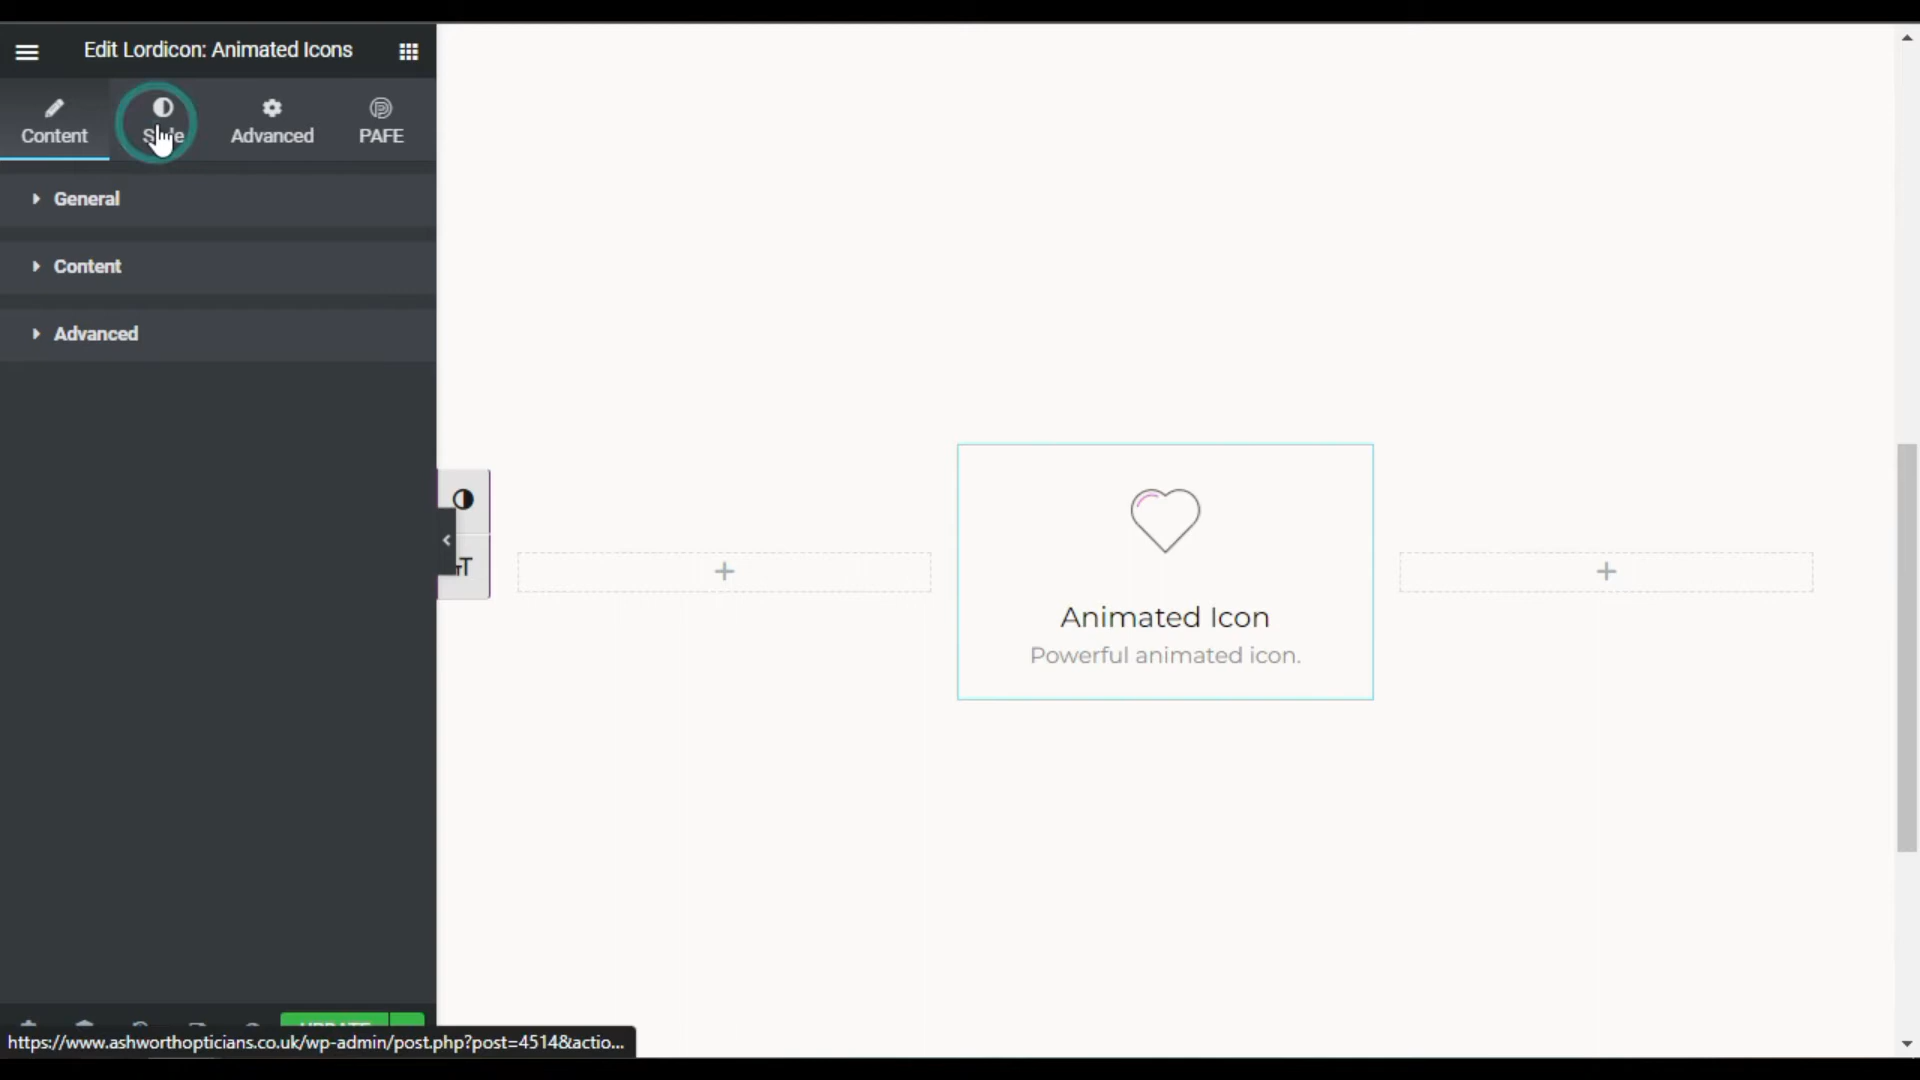 Edit Lordicon: Animated Icons
Content
Advanced
PAFE
General
Content
Advanced
Animated Icon
Powerful animated icon.
https://www.ashworthopticians.co.uk/wp-admin/post.php?post=4514&actio...